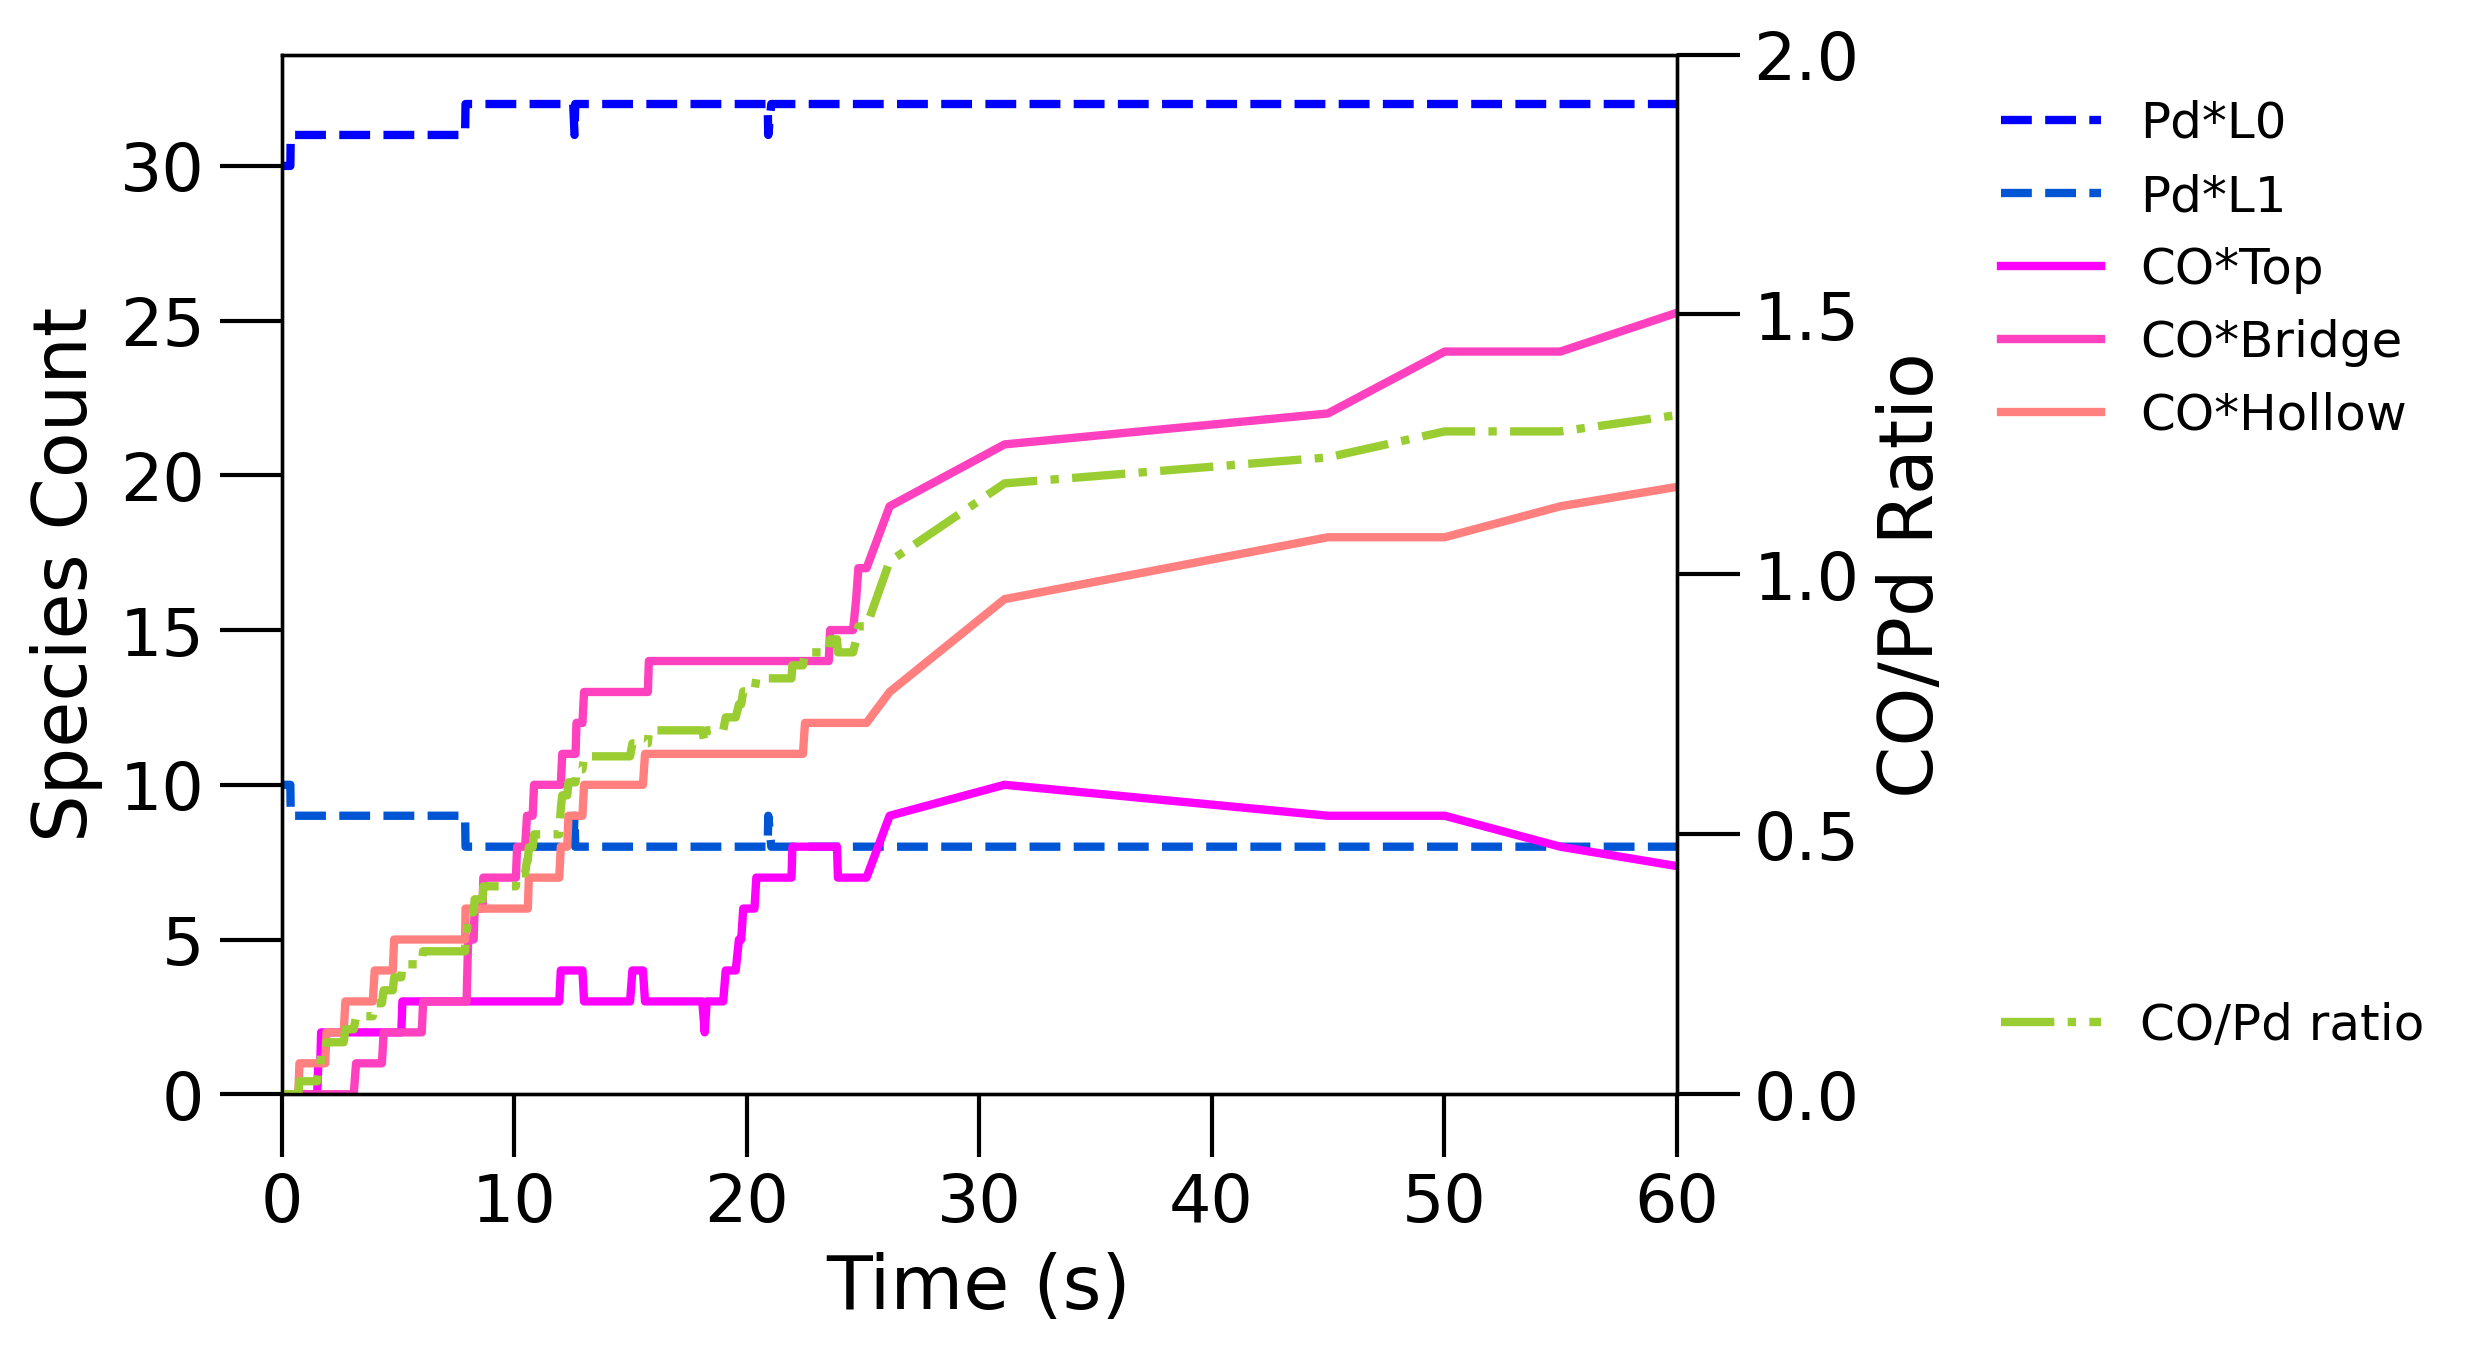 Species Count
30
25
20
15
10
5
0
0 10 20 30 40 50 60
Time (s)
2.0
1.5
1.0
0.5
0.0
CO/Pd Ratio
Pd*L0
Pd*L1
CO*Top
CO*Bridge
CO*Hollow
CO/Pd ratio